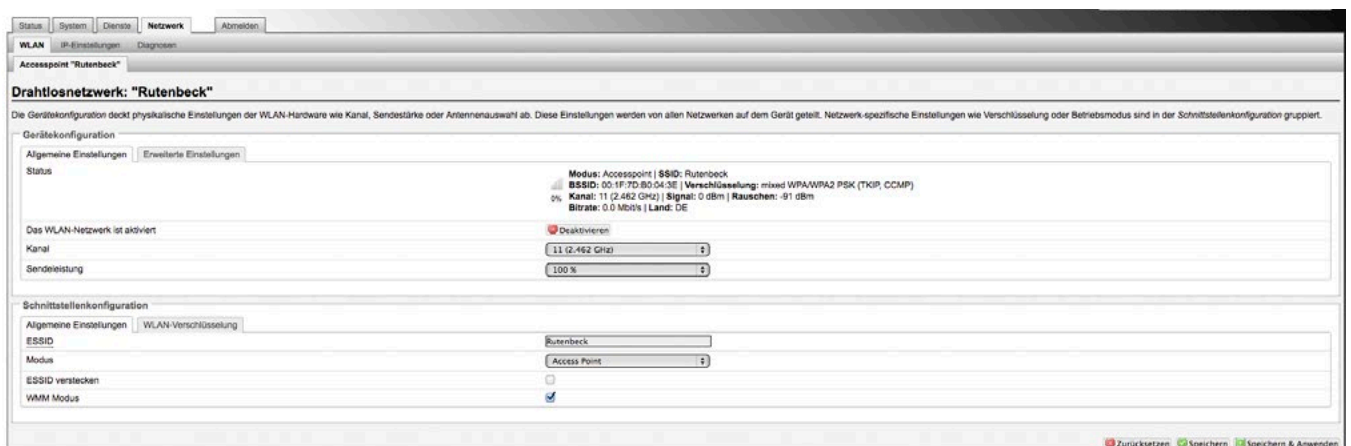 Status System Dienste Netzwerk Abmelden
WLAN IP-Einstellungen Diagnosen
Accesspoint "Rutenbeck"
Drahtlosnetzwerk: "Rutenbeck"
Die Gerätekonfiguration deckt physikalische Einstellungen der WLAN-Hardware wie Kanal, Sendestärke oder Antennenauswahl ab. Diese Einstellungen werden von allen Netzwerken auf dem Gerät geteilt. Netzwerk-spezifische Einstellungen wie Verschlüsselung oder Betriebsmodus sind in der Schnittstellenkonfiguration gruppiert.
Gerätekonfiguration
Allgemeine Einstellungen Erweiterte Einstellungen
Status
Modus: Accesspoint | SSID: Rutenbeck
BSSID: 00:1F:7D:B0:04:3E | Verschlüsselung: mixed WPA/WPA2 PSK (TKIP, CCMP)
0% Kanal: 11 (2.462 GHz) | Signal: 0 dBm | Rauschen: -91 dBm
Bitrate: 0.0 Mbit/s | Land: DE
Das WLAN-Netzwerk ist aktiviert Deaktivieren
Kanal 11 (2.462 GHz)
Sendeleistung 100 %
Schnittstellenkonfiguration
Allgemeine Einstellungen WLAN-Verschlüsselung
ESSID Rutenbeck
Modus Access Point
ESSID verstecken
WMM Modus
Zurücksetzen Speichern Speichern & Anwenden